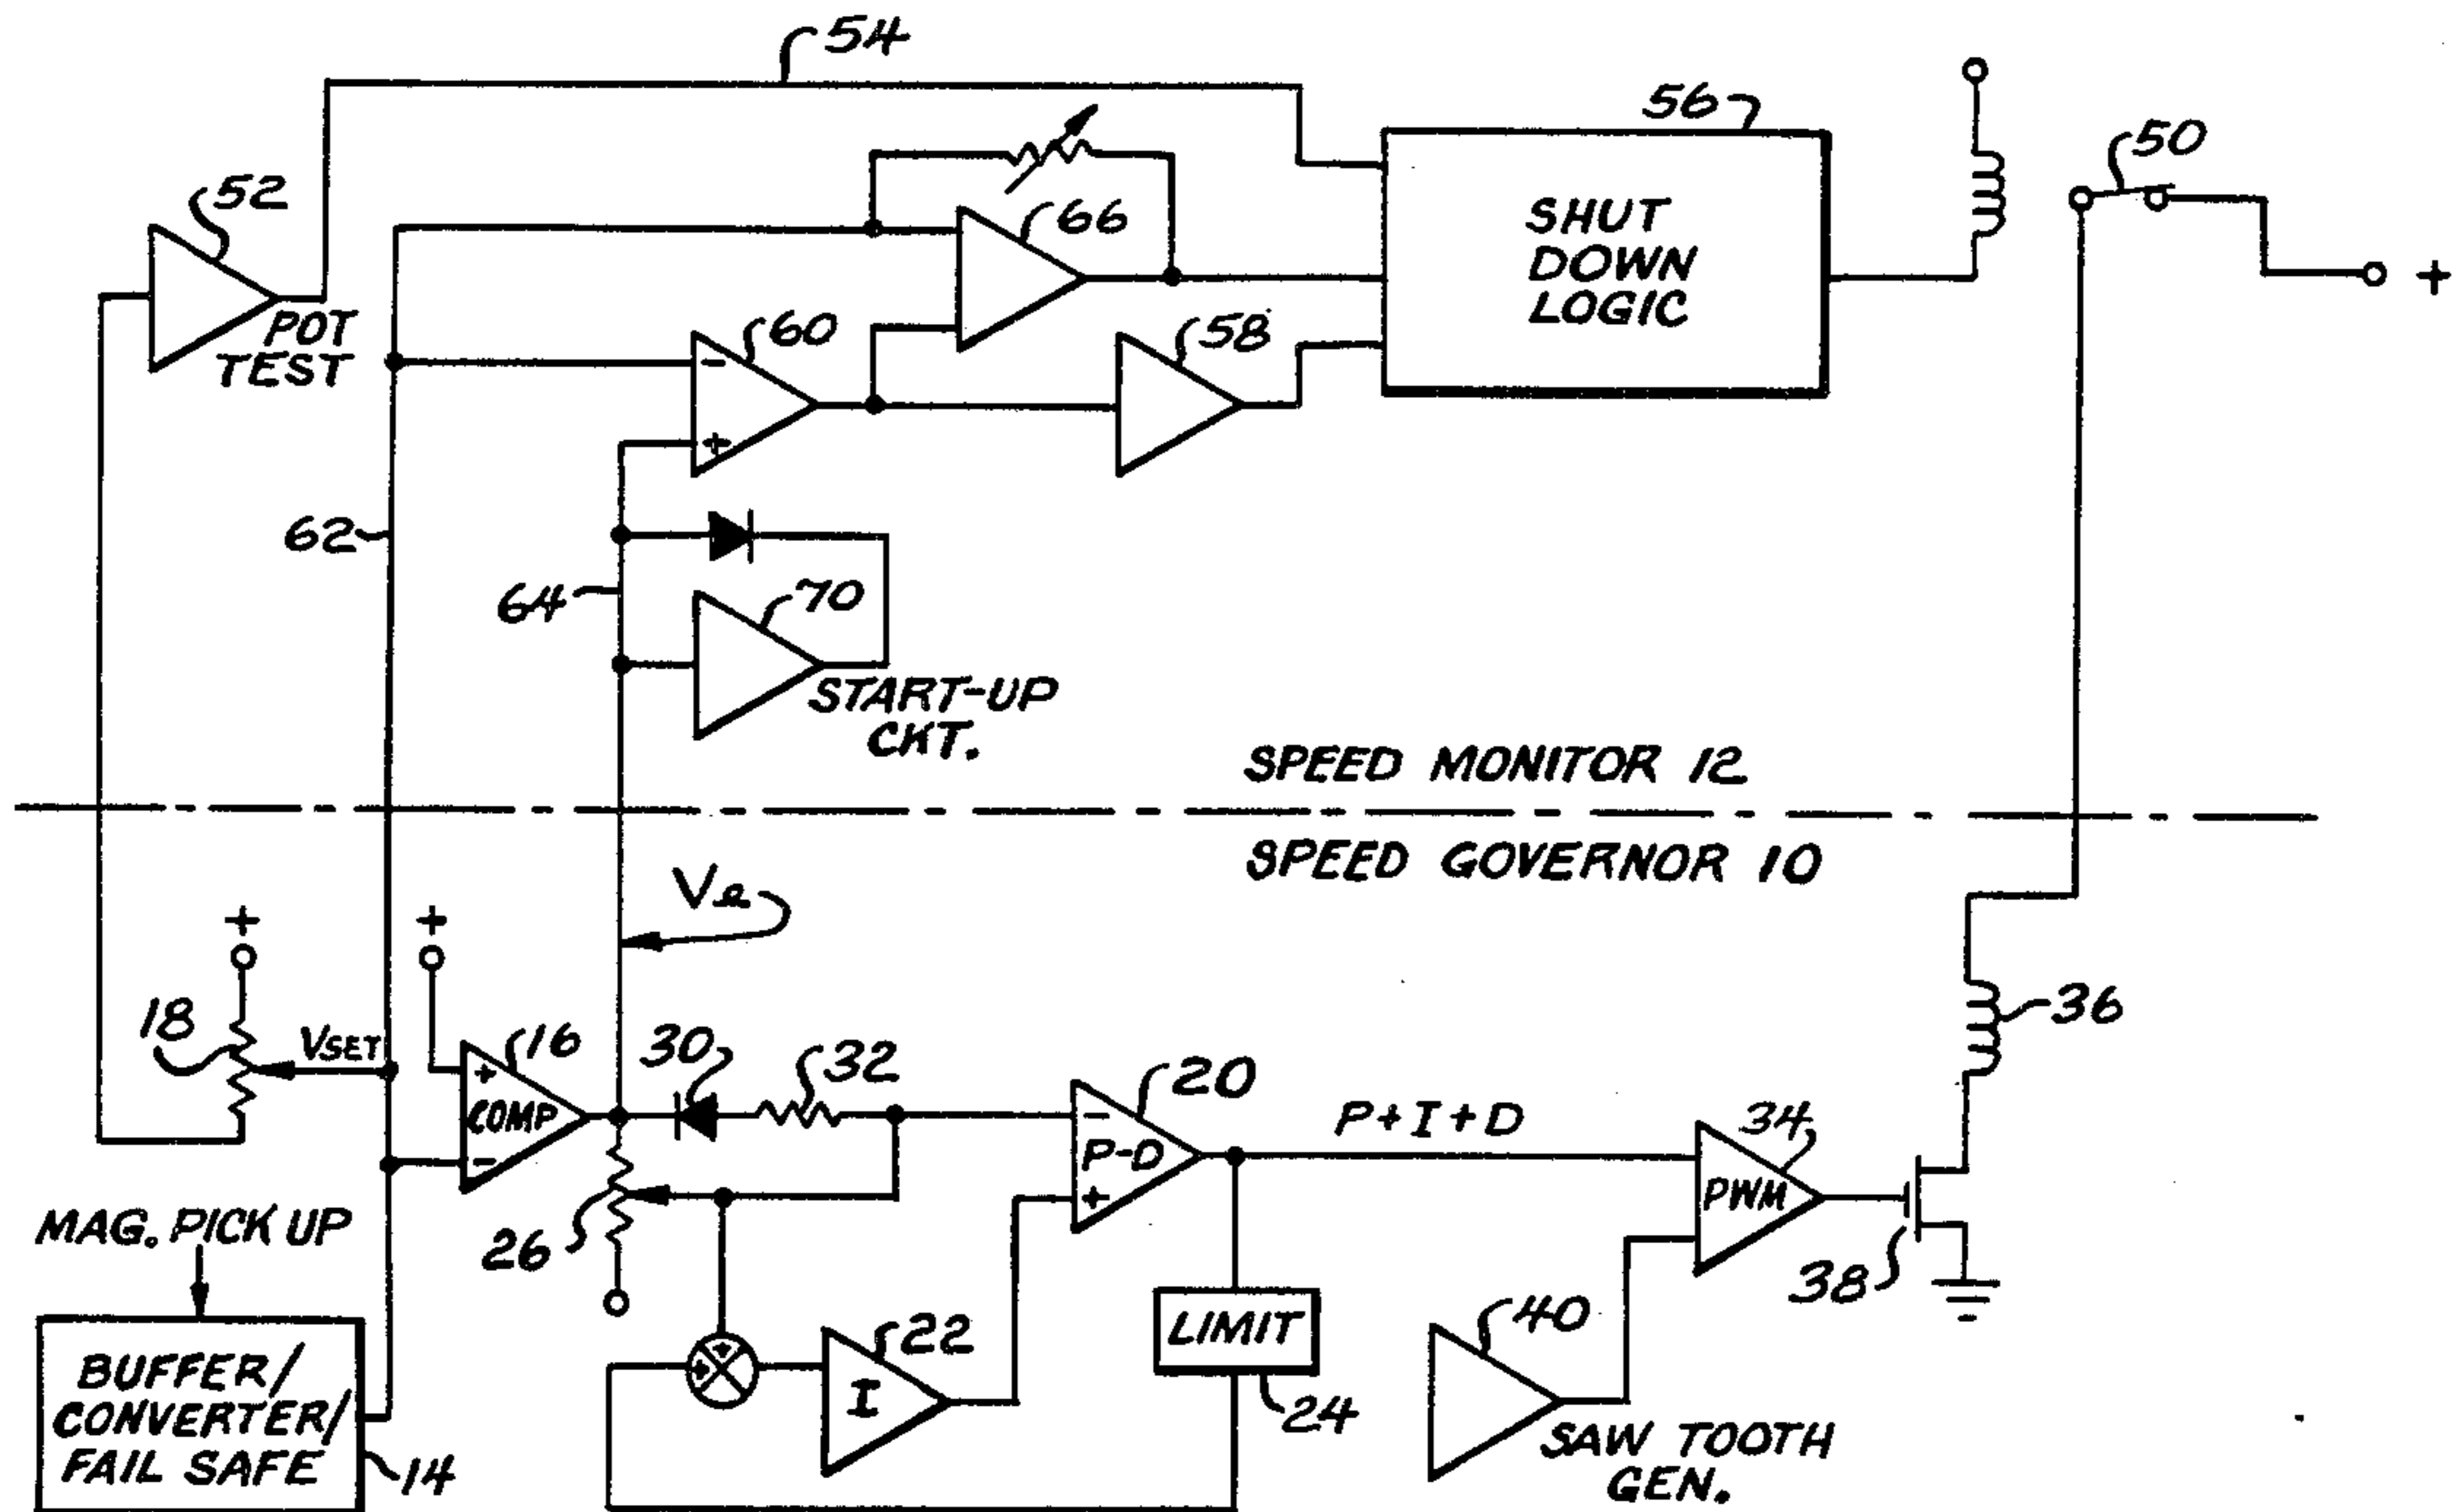 54
56
50
52
66
SHUT
DOWN
LOGIC
+
POT
TEST
60
-
+
58
62
64
70
START-UP
CKT.
SPEED MONITOR 12
SPEED GOVERNOR 10
Ve
+
+
18
VSET
16
+
COMP
-
30
32
20
-
P-D
+
P+I+D
34
PWM
36
38
MAG. PICK UP
26
BUFFER/
CONVERTER/
FAIL SAFE
14
+
+
22
I
LIMIT
24
40
SAW TOOTH
GEN.